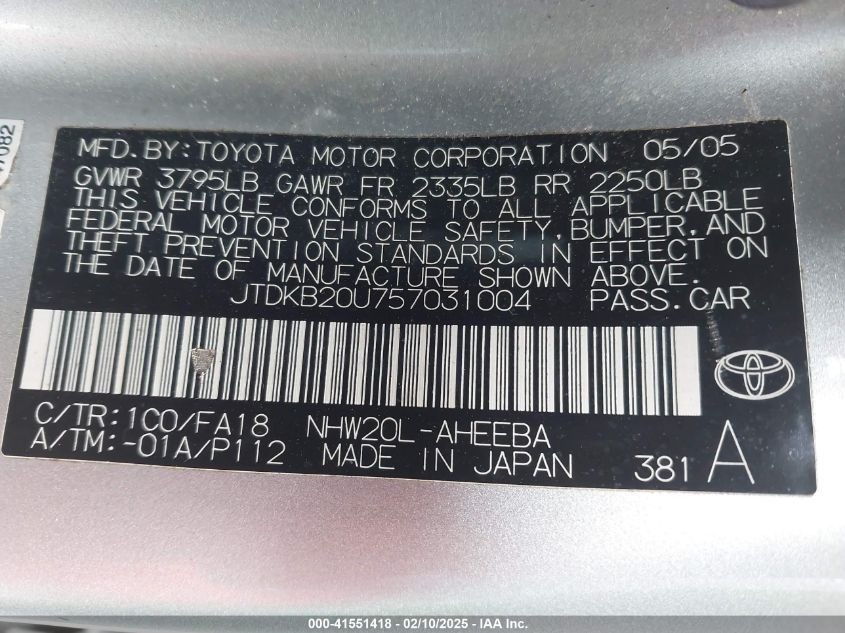 7082
MFD.BY:TOYOTA MOTOR CORPORATION 05/05
GVWR 3795LB GAWR FR 2335LB RR 2250LB
THIS VEHICLE CONFORMS TO ALL APPLICABLE
FEDERAL MOTOR VEHICLE SAFETY,BUMPER,AND
THEFT PREVENTION STANDARDS IN EFFECT ON
THE DATE OF MANUFACTURE SHOWN ABOVE.
JTDKB20U757031004 PASS.CAR
C/TR:1C0/FA18 NHW20L-AHEEBA
A/TM:-01A/P112 MADE IN JAPAN 381 A
000-41551418 - 02/10/2025 - IAA Inc.